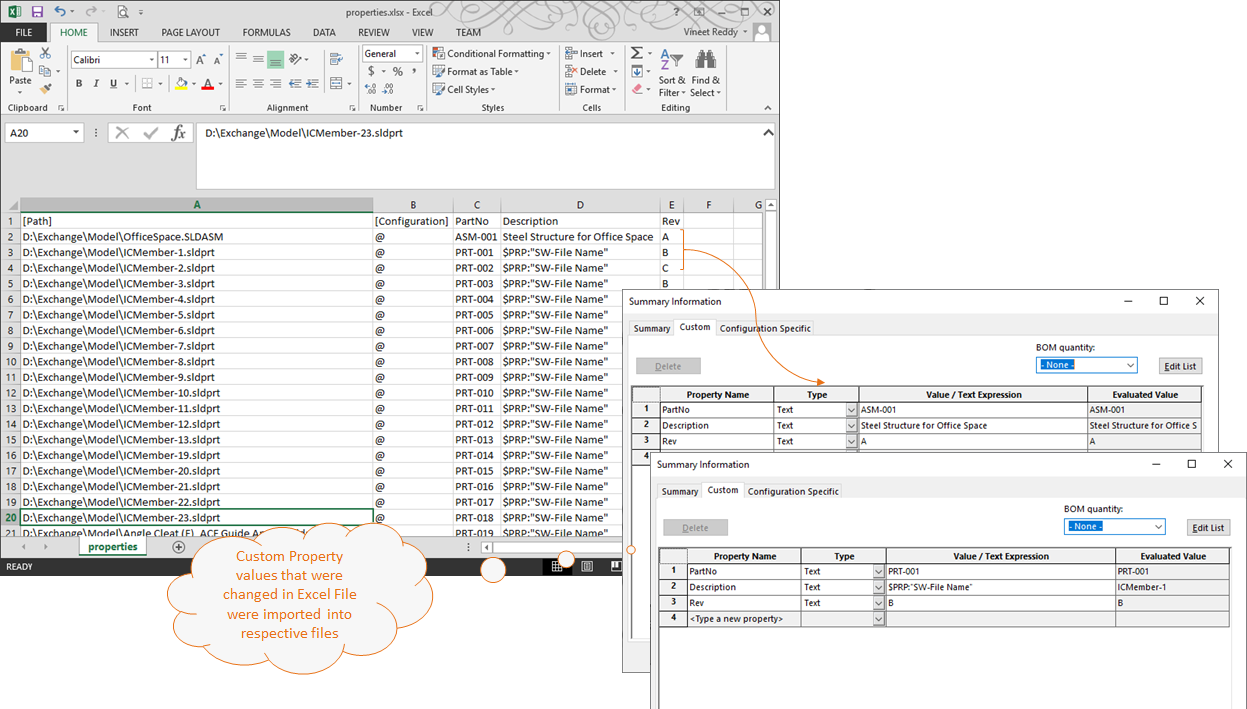 properties.xlsx - Excel
FILE HOME INSERT PAGE LAYOUT FORMULAS DATA REVIEW VIEW TEAM Vineet Reddy
Calibri 11 General
Conditional Formatting Insert
Format as Table Delete
Cell Styles Format
Paste B I U A $ % , Sort & Filter Find & Select
Clipboard Font Alignment Number Styles Cells Editing
A20 fx D:\Exchange\Model\ICMember-23.sldprt
A B C D E F G
1 [Path] [Configuration] PartNo Description Rev
2 D:\Exchange\Model\OfficeSpace.SLDASM @ ASM-001 Steel Structure for Office Space A
3 D:\Exchange\Model\ICMember-1.sldprt @ PRT-001 $PRP:"SW-File Name" B
4 D:\Exchange\Model\ICMember-2.sldprt @ PRT-002 $PRP:"SW-File Name" C
5 D:\Exchange\Model\ICMember-3.sldprt @ PRT-003 $PRP:"SW-File Name" B
6 D:\Exchange\Model\ICMember-4.sldprt @ PRT-004 $PRP:"SW-File Name"
7 D:\Exchange\Model\ICMember-5.sldprt @ PRT-005 $PRP:"SW-File Name"
8 D:\Exchange\Model\ICMember-6.sldprt @ PRT-006 $PRP:"SW-File Name"
9 D:\Exchange\Model\ICMember-7.sldprt @ PRT-007 $PRP:"SW-File Name"
10 D:\Exchange\Model\ICMember-8.sldprt @ PRT-008 $PRP:"SW-File Name"
11 D:\Exchange\Model\ICMember-9.sldprt @ PRT-009 $PRP:"SW-File Name"
12 D:\Exchange\Model\ICMember-10.sldprt @ PRT-010 $PRP:"SW-File Name"
13 D:\Exchange\Model\ICMember-11.sldprt @ PRT-011 $PRP:"SW-File Name"
14 D:\Exchange\Model\ICMember-12.sldprt @ PRT-012 $PRP:"SW-File Name"
15 D:\Exchange\Model\ICMember-13.sldprt @ PRT-013 $PRP:"SW-File Name"
16 D:\Exchange\Model\ICMember-19.sldprt @ PRT-014 $PRP:"SW-File Name"
17 D:\Exchange\Model\ICMember-20.sldprt @ PRT-015 $PRP:"SW-File Name"
18 D:\Exchange\Model\ICMember-21.sldprt @ PRT-016 $PRP:"SW-File Name"
19 D:\Exchange\Model\ICMember-22.sldprt @ PRT-017 $PRP:"SW-File Name"
20 D:\Exchange\Model\ICMember-23.sldprt @ PRT-018 $PRP:"SW-File Name"
21 D:\Exchange\Model\Angle Cleat (E)_ACE Guide @ PRT-019 $PRP:"SW-File Name"
properties
READY
Custom Property
values that were
changed in Excel File
were imported into
respective files
Summary Information
Summary Custom Configuration Specific
BOM quantity:
Delete - None - Edit List
Property Name Type Value / Text Expression Evaluated Value
1 PartNo Text ASM-001 ASM-001
2 Description Text Steel Structure for Office Space Steel Structure for Office S
3 Rev Text A A
4
Summary Information
Summary Custom Configuration Specific
BOM quantity:
Delete - None - Edit List
Property Name Type Value / Text Expression Evaluated Value
1 PartNo Text PRT-001 PRT-001
2 Description Text $PRP:"SW-File Name" ICMember-1
3 Rev Text B B
4 <Type a new property>